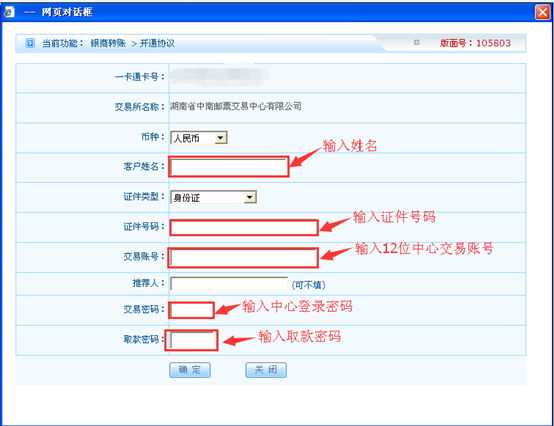 -- 网页对话框
当前功能： 银商转账 > 开通协议
版面号：105803
一卡通卡号：
交易所名称：湖南省中南邮票交易中心有限公司
币种：人民币
输入姓名
客户姓名：
证件类型：身份证
输入证件号码
证件号码：
输入12位中心交易账号
交易账号：
推荐人： (可不填)
交易密码： 输入中心登录密码
取款密码： 输入取款密码
确 定 关 闭